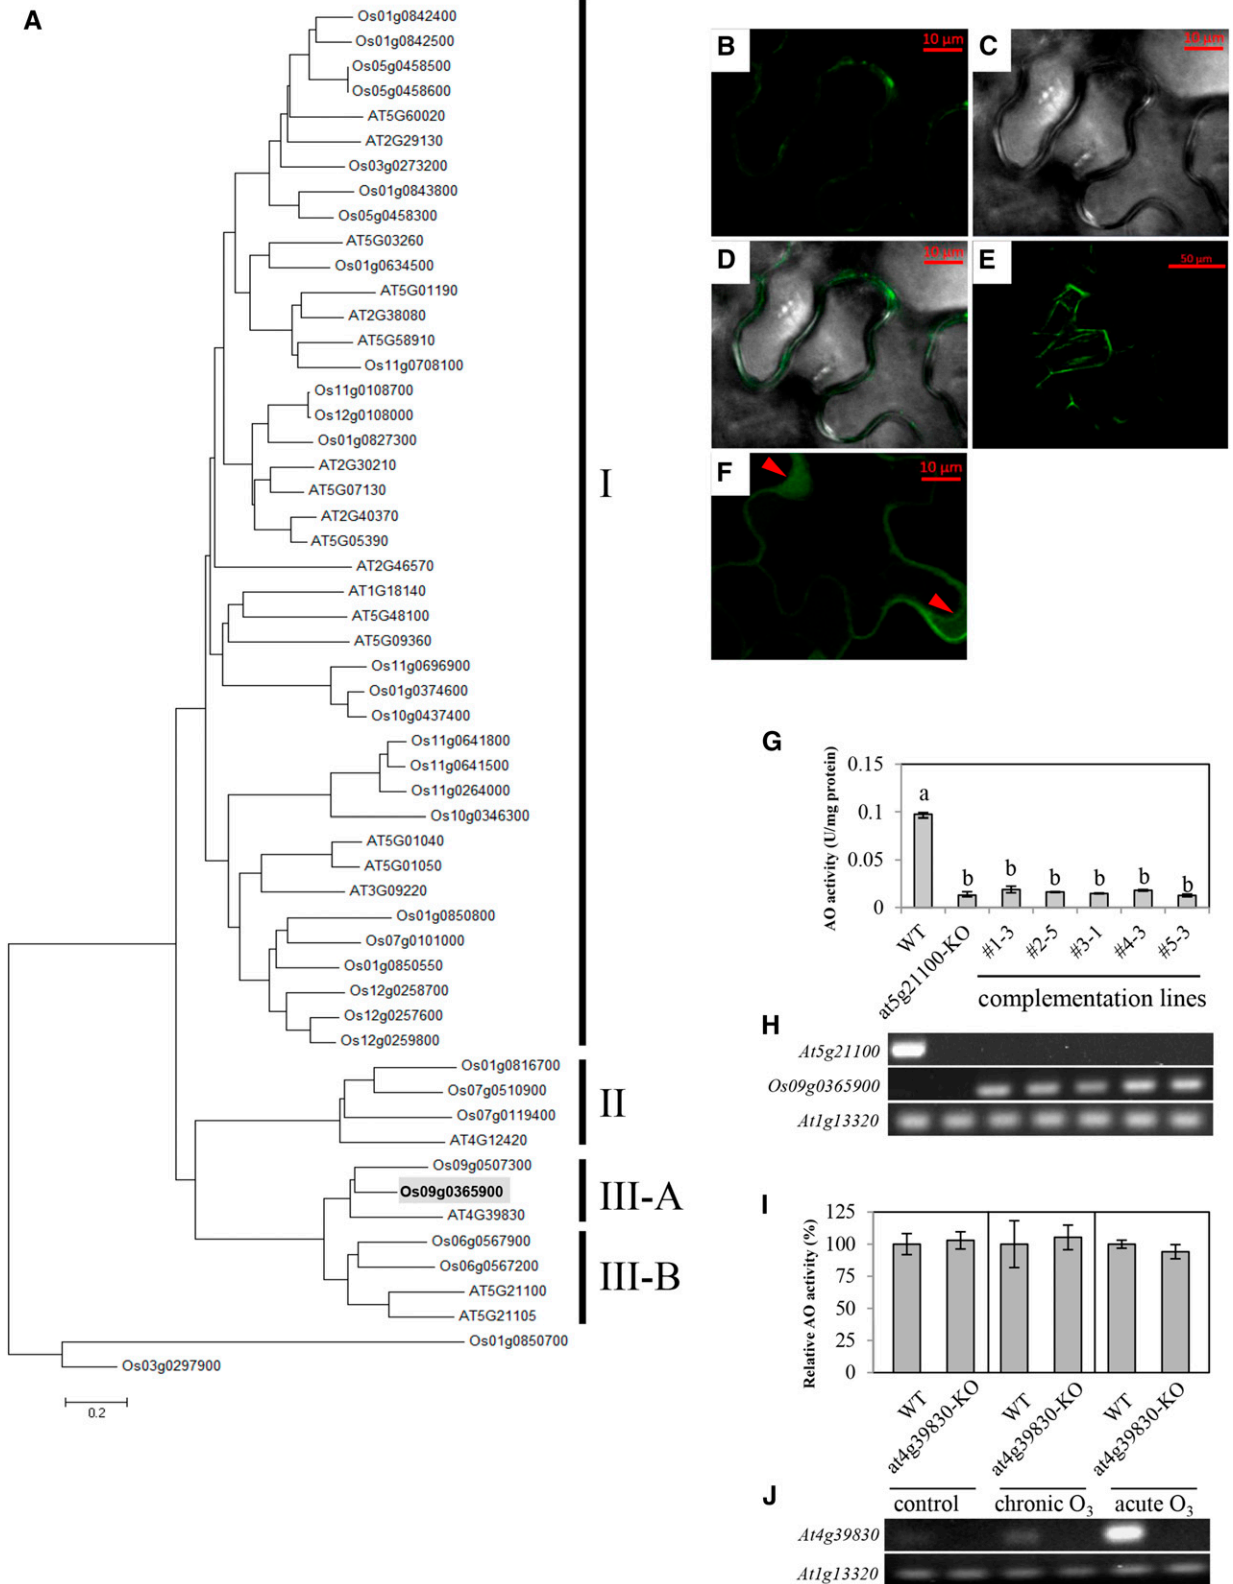 A
Os01g0842400
Os01g0842500
Os05g0458500
Os05g0458600
AT5G60020
AT2G29130
Os03g0273200
Os01g0843800
Os05g0458300
AT5G03260
Os01g0634500
AT5G01190
AT2G38080
AT5G58910
Os11g0708100
Os11g0108700
Os12g0108000
Os01g0827300
AT2G30210
AT5G07130
AT2G40370
AT5G05390
AT2G46570
AT1G18140
AT5G48100
AT5G09360
Os11g0696900
Os01g0374600
Os10g0437400
Os11g0641800
Os11g0641500
Os11g0264000
Os10g0346300
AT5G01040
AT5G01050
AT3G09220
Os01g0850800
Os07g0101000
Os01g0850550
Os12g0258700
Os12g0257600
Os12g0259800
Os01g0816700
Os07g0510900
Os07g0119400
AT4G12420
Os09g0507300
Os09g0365900
AT4G39830
Os06g0567900
Os06g0567200
AT5G21100
AT5G21105
Os01g0850700
Os03g0297900
0.2
I
II
III-A
III-B
B
10 µm
C
10 µm
D
10 µm
E
50 µm
F
10 µm
G
AO activity (U/mg protein)
0.15
0.1
0.05
0
a
b
b
b
b
b
b
WT
at5g21100-KO
#1-3
#2-5
#3-1
#4-3
#5-3
complementation lines
H
At5g21100
Os09g0365900
At1g13320
I
Relative AO activity (%)
125
100
75
50
25
0
WT
at4g39830-KO
WT
at4g39830-KO
WT
at4g39830-KO
control
chronic O3
acute O3
J
At4g39830
At1g13320